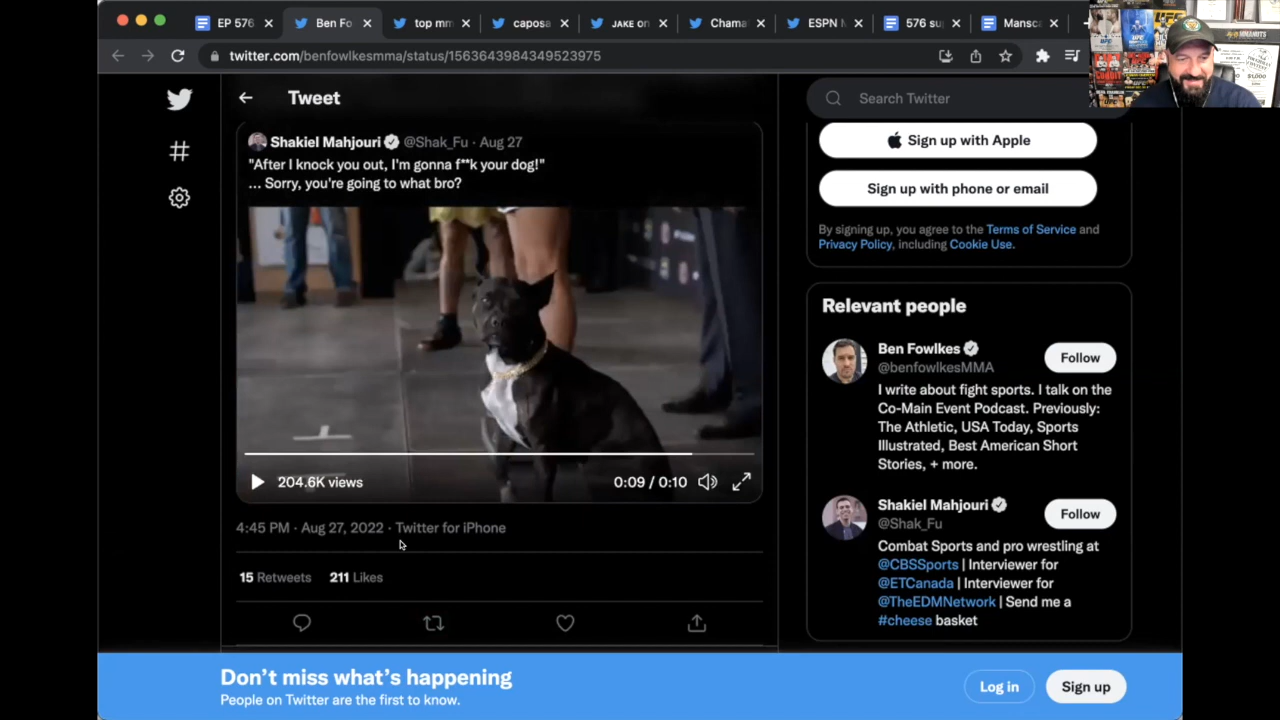 EP 576
Ben Fo
top mm
caposa
JAKE on
Chama
ESPN M
576 su
Mansc
twitter.com/benfowlkesmma
Tweet
Search Twitter
Shakiel Mahjouri @Shak_Fu · Aug 27
"After I knock you out, I'm gonna f**k your dog!"
... Sorry, you're going to what bro?
204.6K views
0:09 / 0:10
4:45 PM · Aug 27, 2022 · Twitter for iPhone
15 Retweets 211 Likes
Sign up with Apple
Sign up with phone or email
By signing up, you agree to the Terms of Service and
Privacy Policy, including Cookie Use.
Relevant people
Ben Fowlkes
@benfowlkesMMA
Follow
I write about fight sports. I talk on the
Co-Main Event Podcast. Previously:
The Athletic, USA Today, Sports
Illustrated, Best American Short
Stories, + more.
Shakiel Mahjouri
@Shak_Fu
Follow
Combat Sports and pro wrestling at
@CBSSports | Interviewer for
@ETCanada | Interviewer for
@TheEDMNetwork | Send me a
#cheese basket
Don't miss what's happening
People on Twitter are the first to know.
Log in
Sign up